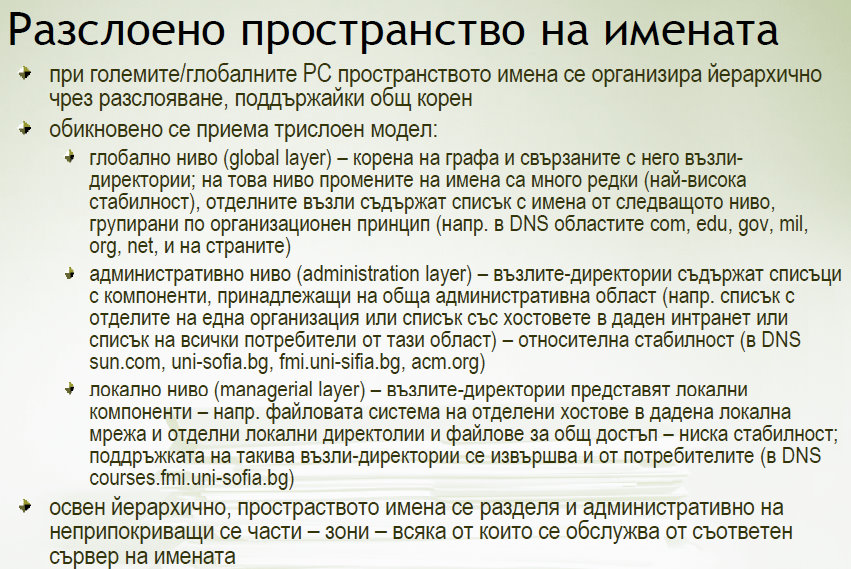 Разслоено пространство на имената
при големите/глобалните РС пространството имена се организира йерархично
чрез разслояване, поддържайки общ корен
обикновено се приема трислоен модел:
глобално ниво (global layer) – корена на графа и свързаните с него възли-
директории; на това ниво промените на имена са много редки (най-висока
стабилност), отделните възли съдържат списък с имена от следващото ниво,
групирани по организационен принцип (напр. в DNS областите com, edu, gov, mil,
org, net, и на страните)
административно ниво (administration layer) – възлите-директории съдържат списъци
с компоненти, принадлежащи на обща административна област (напр. списък с
отделите на една организация или списък със хостовете в даден интранет или
списък на всички потребители от тази област) – относителна стабилност (в DNS
sun.com, uni-sofia.bg, fmi.uni-sifia.bg, acm.org)
локално ниво (managerial layer) – възлите-директории представят локални
компоненти – напр. файловата система на отделени хостове в дадена локална
мрежа и отделни локални директолии и файлове за общ достъп – ниска стабилност;
поддръжката на такива възли-директории се извършва и от потребителите (в DNS
courses.fmi.uni-sofia.bg)
освен йерархично, простраството имена се разделя и административно на
неприпокриващи се части – зони – всяка от които се обслужва от съответен
сървер на имената